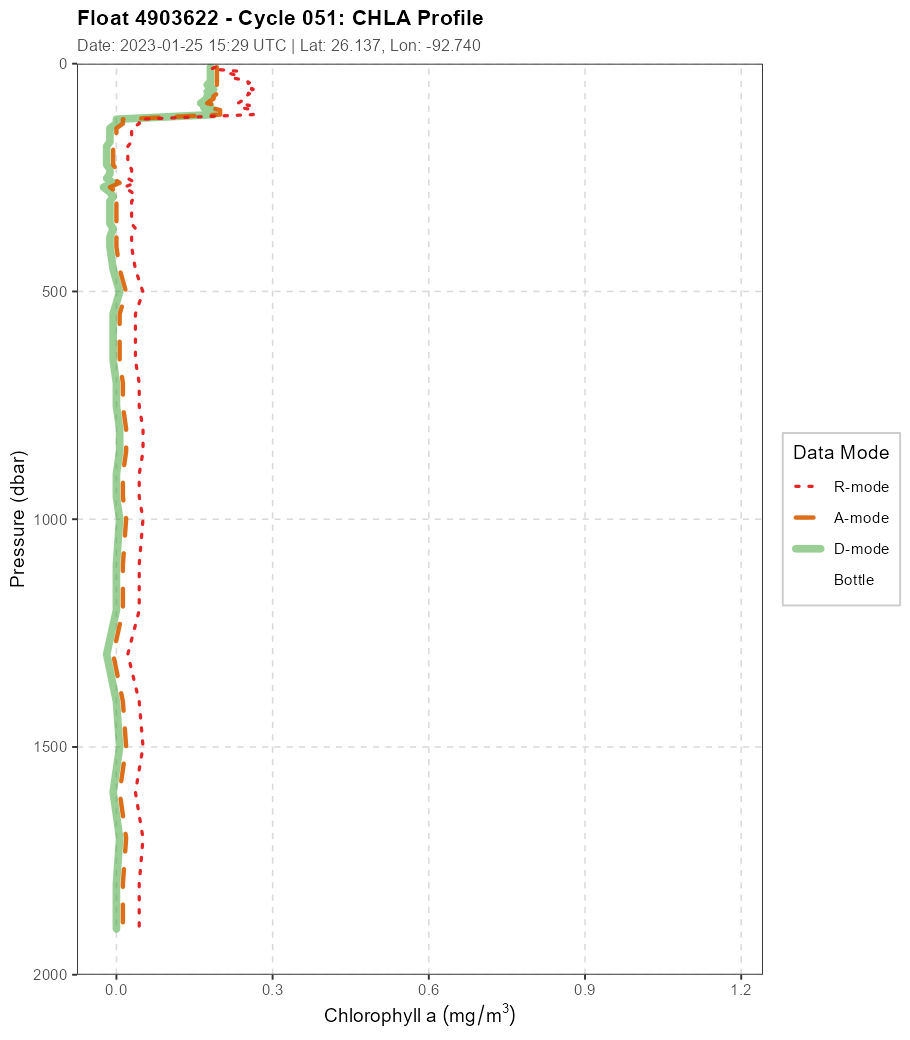 Float 4903622 - Cycle 051: CHLA Profile
Date: 2023-01-25 15:29 UTC | Lat: 26.137, Lon: -92.740
0
500
1000
1500
2000
Pressure (dbar)
0.0 0.3 0.6 0.9 1.2
Chlorophyll a (mg/m³)
Data Mode
R-mode
A-mode
D-mode
Bottle